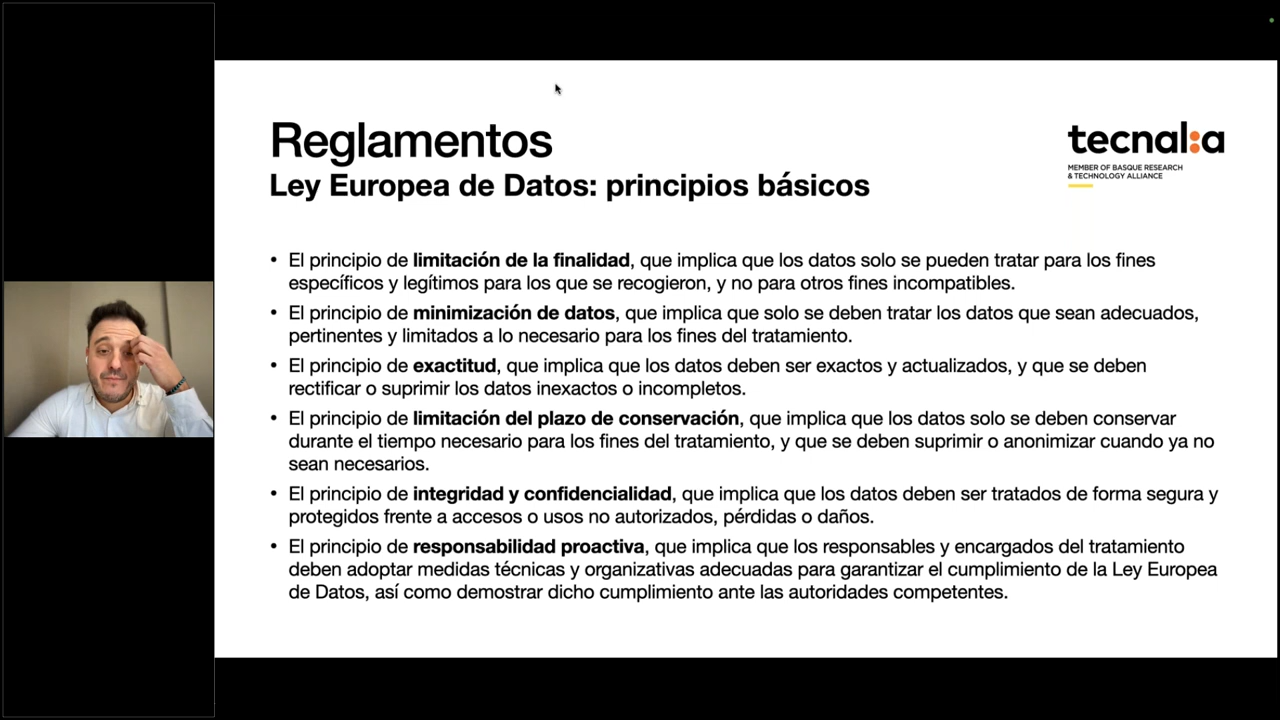 Reglamentos
Ley Europea de Datos: principios básicos
tecnal:a
MEMBER OF BASQUE RESEARCH
& TECHNOLOGY ALLIANCE
• El principio de limitación de la finalidad, que implica que los datos solo se pueden tratar para los fines
específicos y legítimos para los que se recogieron, y no para otros fines incompatibles.
• El principio de minimización de datos, que implica que solo se deben tratar los datos que sean adecuados,
pertinentes y limitados a lo necesario para los fines del tratamiento.
• El principio de exactitud, que implica que los datos deben ser exactos y actualizados, y que se deben
rectificar o suprimir los datos inexactos o incompletos.
• El principio de limitación del plazo de conservación, que implica que los datos solo se deben conservar
durante el tiempo necesario para los fines del tratamiento, y que se deben suprimir o anonimizar cuando ya no
sean necesarios.
• El principio de integridad y confidencialidad, que implica que los datos deben ser tratados de forma segura y
protegidos frente a accesos o usos no autorizados, pérdidas o daños.
• El principio de responsabilidad proactiva, que implica que los responsables y encargados del tratamiento
deben adoptar medidas técnicas y organizativas adecuadas para garantizar el cumplimiento de la Ley Europea
de Datos, así como demostrar dicho cumplimiento ante las autoridades competentes.